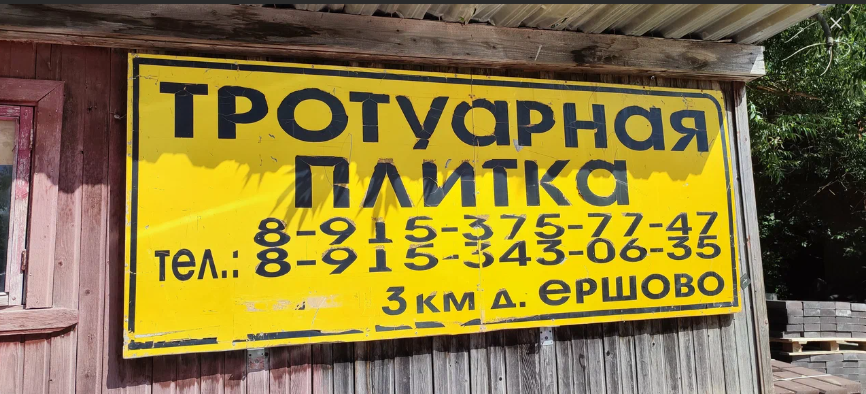 тротуарная
плитка
8-915-375-77-47
тел.: 8-915-343-06-35
3 км д. ершово